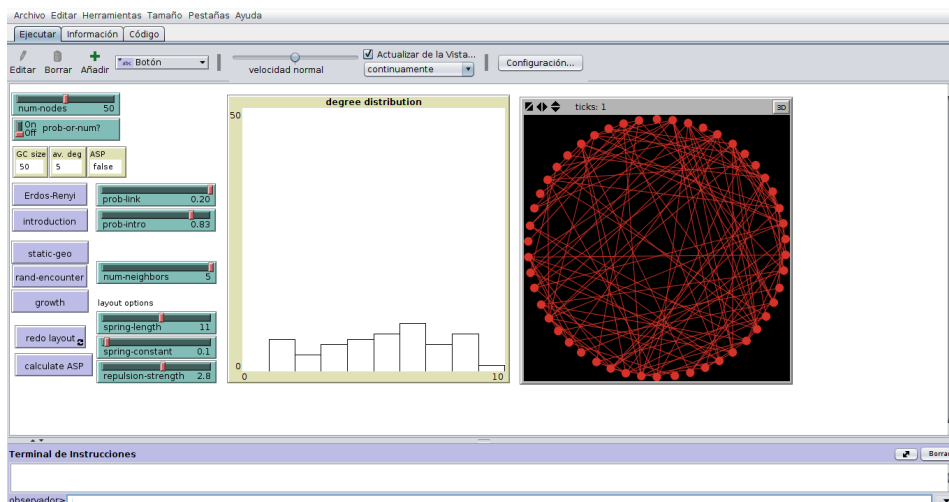 Archivo Editar Herramientas Tamaño Pestañas Ayuda
Ejecutar Información Código
Editar Borrar Añadir
abc Botón
velocidad normal
Actualizar de la Vista...
continuamente
Configuración...
num-nodes 50
On
Off
prob-or-num?
GC size
50
av. deg
5
ASP
false
Erdos-Renyi
prob-link 0.20
introduction
prob-intro 0.83
static-geo
rand-encounter
num-neighbors 5
growth
layout options
spring-length 11
redo layout
spring-constant 0.1
calculate ASP
repulsion-strength 2.8
degree distribution
50
0
0 10
ticks: 1
3D
Terminal de Instrucciones
Borrar
observador>